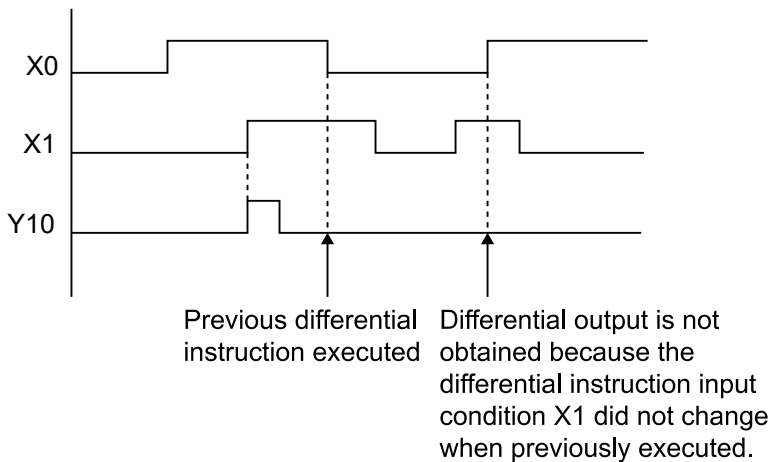 X0
X1
Y10
Previous differential
instruction executed
Differential output is not
obtained because the
differential instruction input
condition X1 did not change
when previously executed.